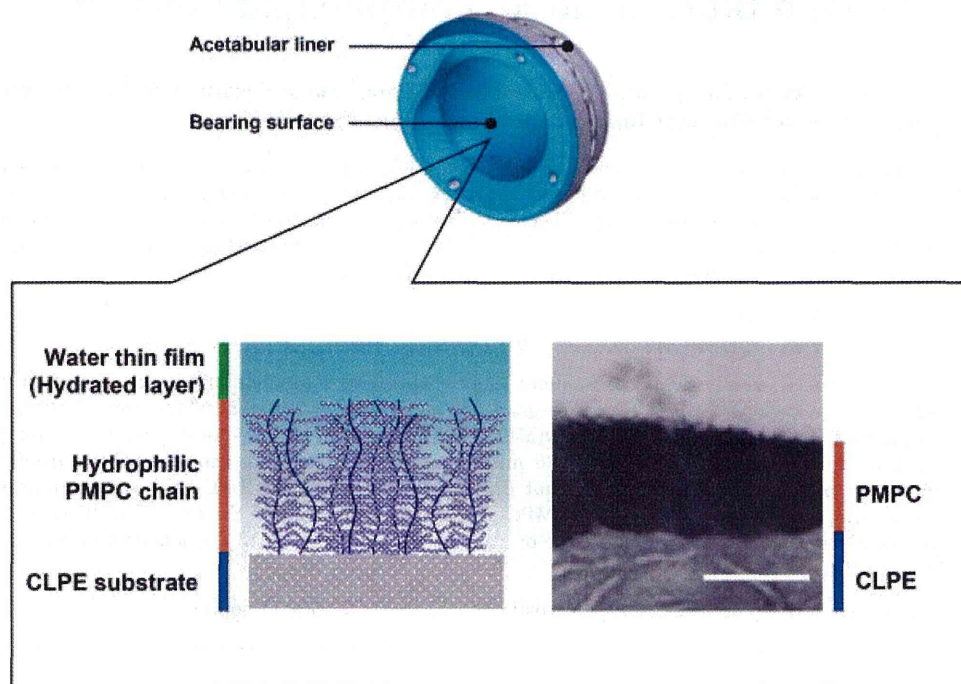 Acetabular liner
Bearing surface
Water thin film
(Hydrated layer)
Hydrophilic
PMPC chain
CLPE substrate
PMPC
CLPE